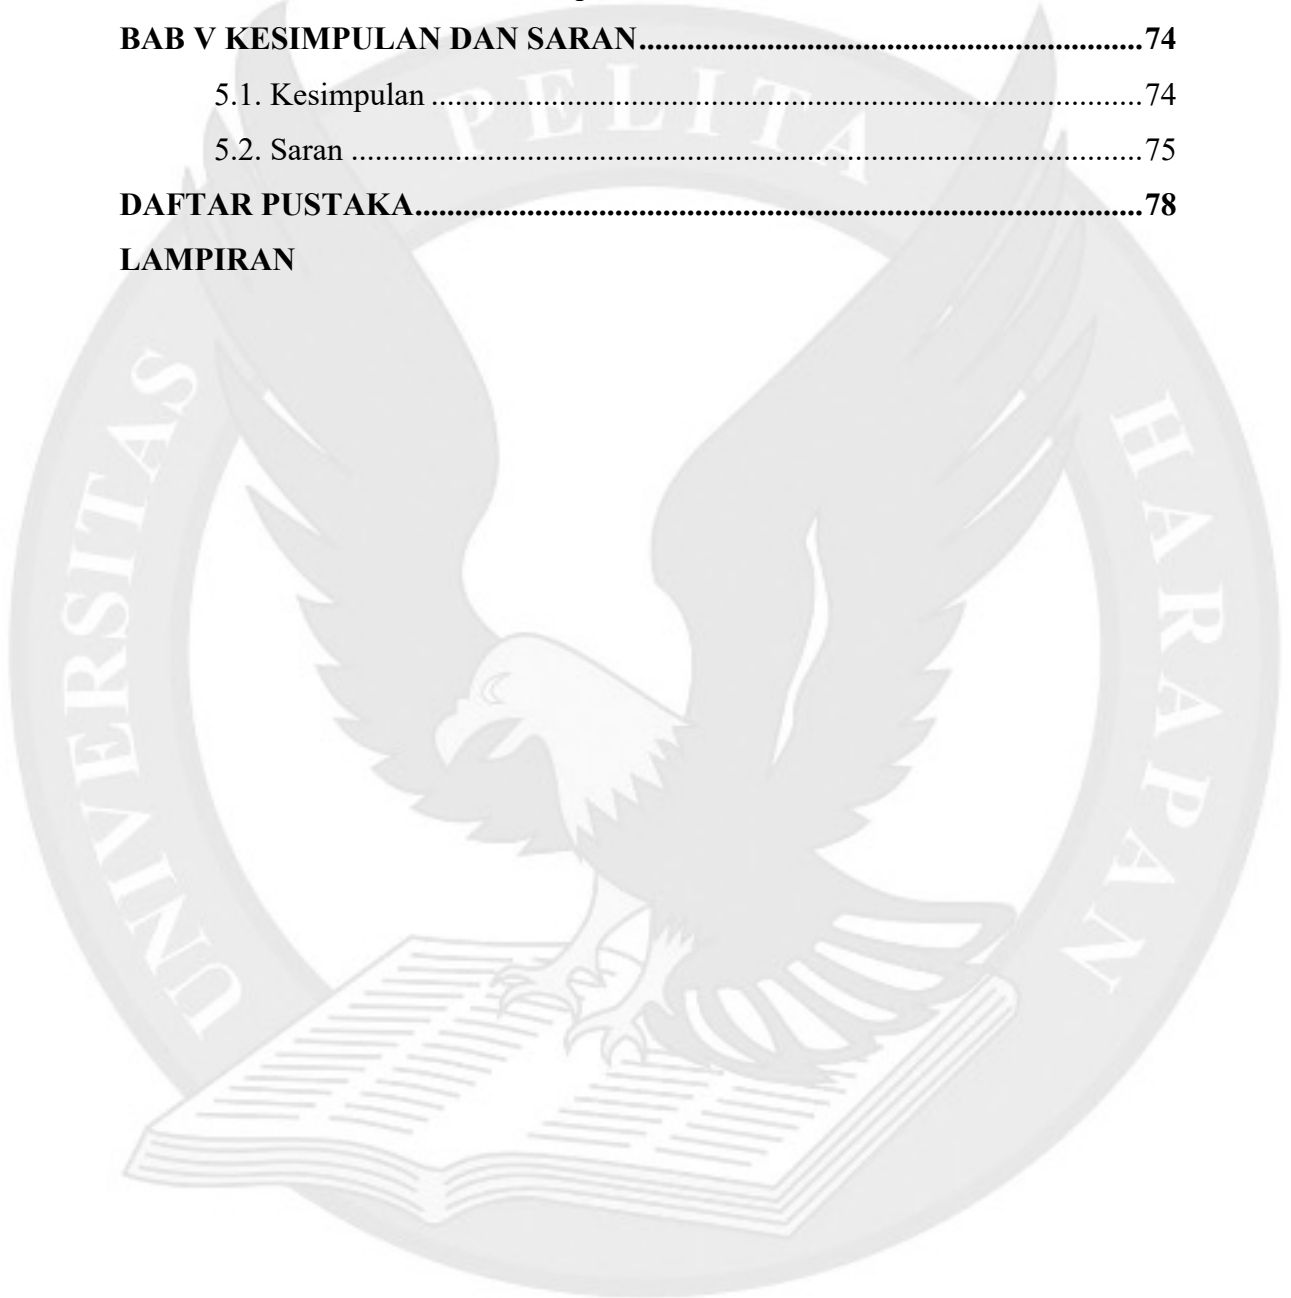 BAB V KESIMPULAN DAN SARAN................................................................74
5.1. Kesimpulan..........................................................................................74
5.2. Saran....................................................................................................75
DAFTAR PUSTAKA............................................................................................78
LAMPIRAN
UNIVERSITAS PELITA HARAPAN